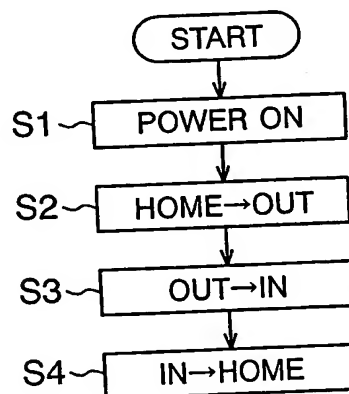 START
S1 POWER ON
S2 HOME→OUT
S3 OUT→IN
S4 IN→HOME